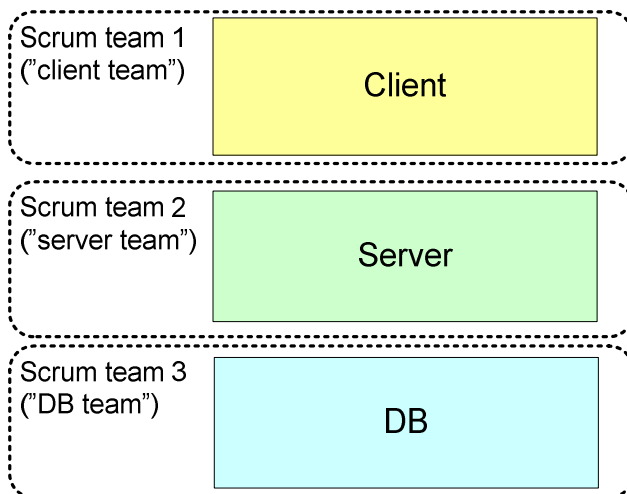 Scrum team 1
(”client team”)
Client
Scrum team 2
(”server team”)
Server
Scrum team 3
(”DB team”)
DB